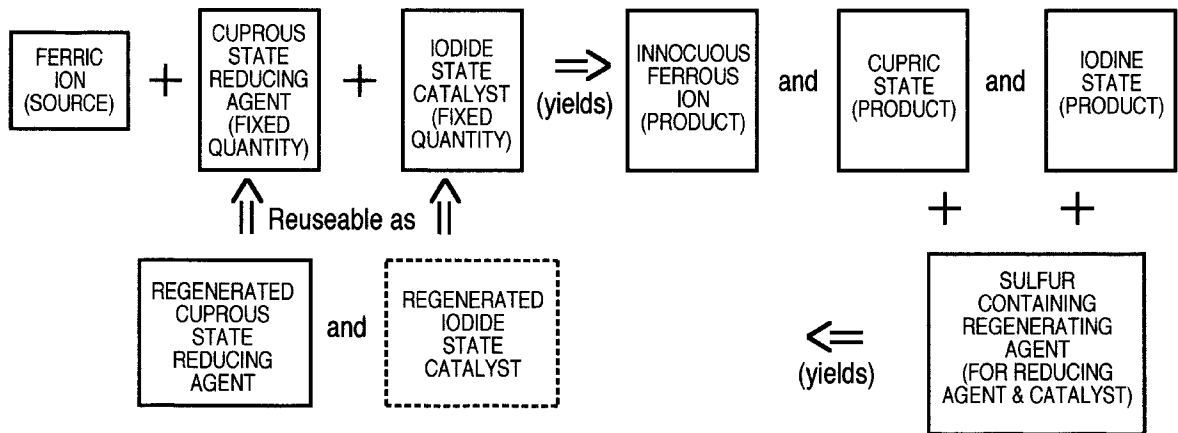 FERRIC
ION
(SOURCE)
+
CUPROUS
STATE
REDUCING
AGENT
(FIXED
QUANTITY)
+
IODIDE
STATE
CATALYST
(FIXED
QUANTITY)
(yields)
INNOCUOUS
FERROUS
ION
(PRODUCT)
and
CUPRIC
STATE
(PRODUCT)
and
IODINE
STATE
(PRODUCT)
Reuseable as
+ +
REGENERATED
CUPROUS
STATE
REDUCING
AGENT
and
REGENERATED
IODIDE
STATE
CATALYST
(yields)
SULFUR
CONTAINING
REGENERATING
AGENT
(FOR REDUCING
AGENT & CATALYST)